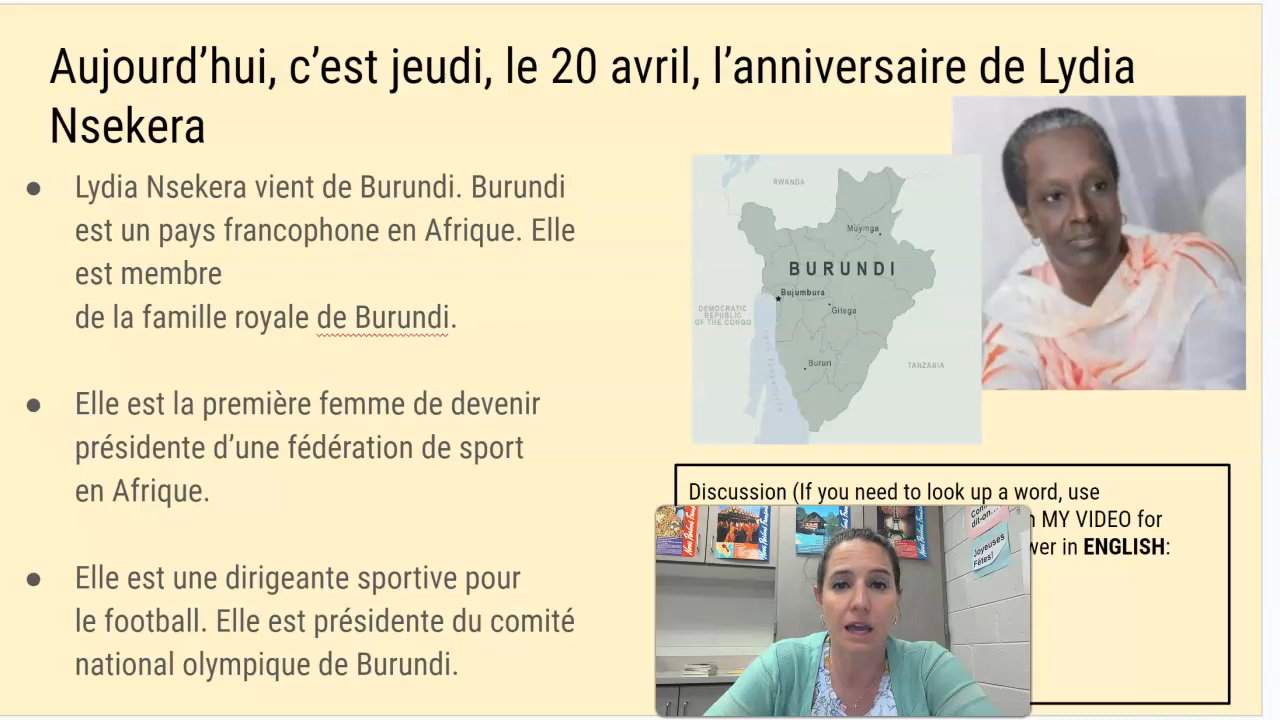 Aujourd’hui, c’est jeudi, le 20 avril, l’anniversaire de Lydia
Nsekera
Lydia Nsekera vient de Burundi. Burundi
est un pays francophone en Afrique. Elle
est membre
de la famille royale de Burundi.
Elle est la première femme de devenir
présidente d’une fédération de sport
en Afrique.
Elle est une dirigeante sportive pour
le football. Elle est présidente du comité
national olympique de Burundi.
RWANDA
Muyinga
BURUNDI
Bujumbura
Gitega
DEMOCRATIC
REPUBLIC
OF THE CONGO
Bururi
TANZANIA
Discussion (If you need to look up a word, use
MY VIDEO for
in ENGLISH:
dit-on...
Joyeuses
Fêtes!